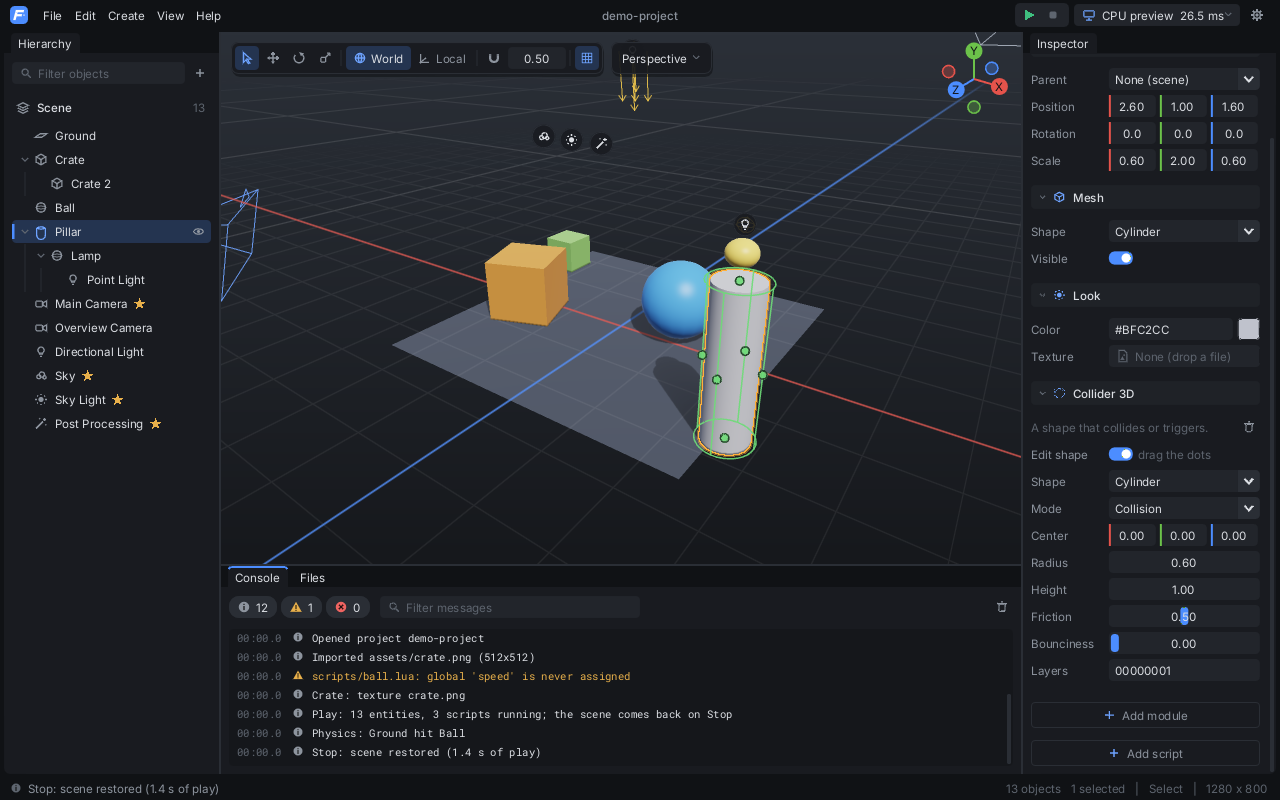 File Edit Create View Help
demo-project
CPU preview 26.5 ms
Hierarchy
Filter objects
Scene 13
Ground
Crate
Crate 2
Ball
Pillar
Lamp
Point Light
Main Camera
Overview Camera
Directional Light
Sky
Sky Light
Post Processing
World Local 0.50 Perspective
Y
X
Z
Console Files
12 1 0 Filter messages
00:00.0 Opened project demo-project
00:00.0 Imported assets/crate.png (512x512)
00:00.0 scripts/ball.lua: global 'speed' is never assigned
00:00.0 Crate: texture crate.png
00:00.0 Play: 13 entities, 3 scripts running; the scene comes back on Stop
00:00.0 Physics: Ground hit Ball
00:00.0 Stop: scene restored (1.4 s of play)
Inspector
Parent None (scene)
Position 2.60 1.00 1.60
Rotation 0.0 0.0 0.0
Scale 0.60 2.00 0.60
Mesh
Shape Cylinder
Visible
Look
Color #BFC2CC
Texture None (drop a file)
Collider 3D
A shape that collides or triggers.
Edit shape drag the dots
Shape Cylinder
Mode Collision
Center 0.00 0.00 0.00
Radius 0.60
Height 1.00
Friction 0.50
Bounciness 0.00
Layers 00000001
Add module
Add script
Stop: scene restored (1.4 s of play)
13 objects 1 selected | Select | 1280 x 800